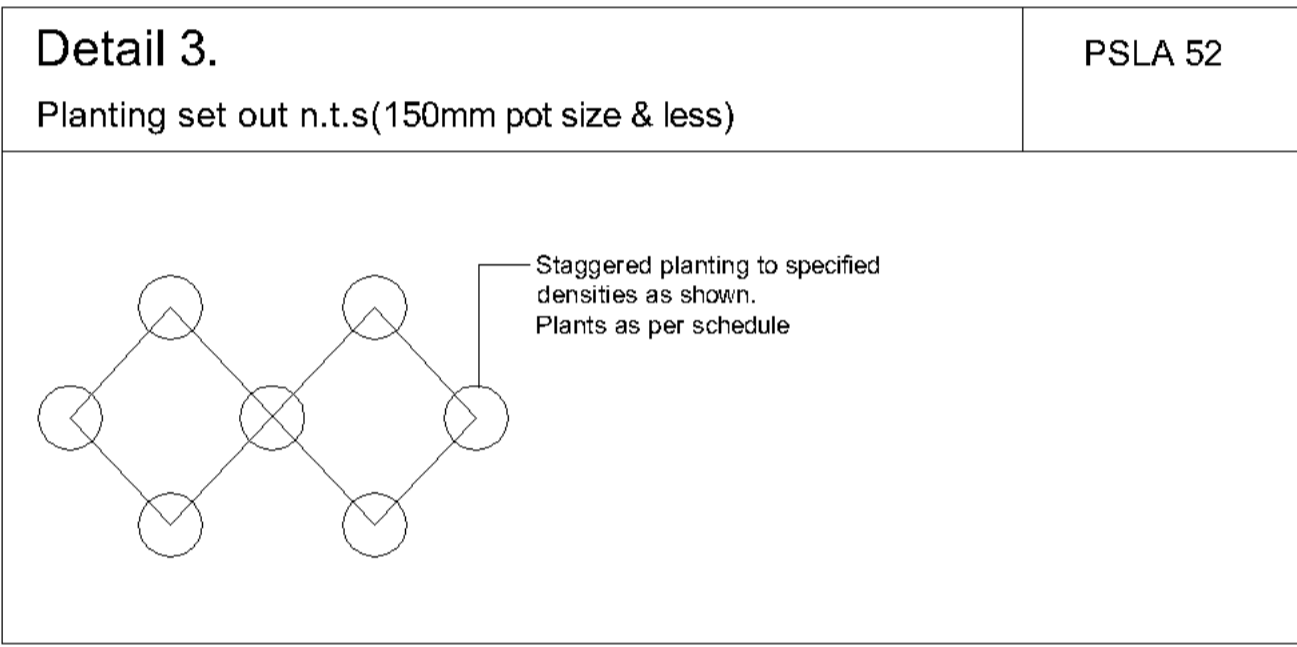 Detail 3.
PSLA 52
Planting set out n.t.s(150mm pot size & less)
Staggered planting to specified
densities as shown.
Plants as per schedule